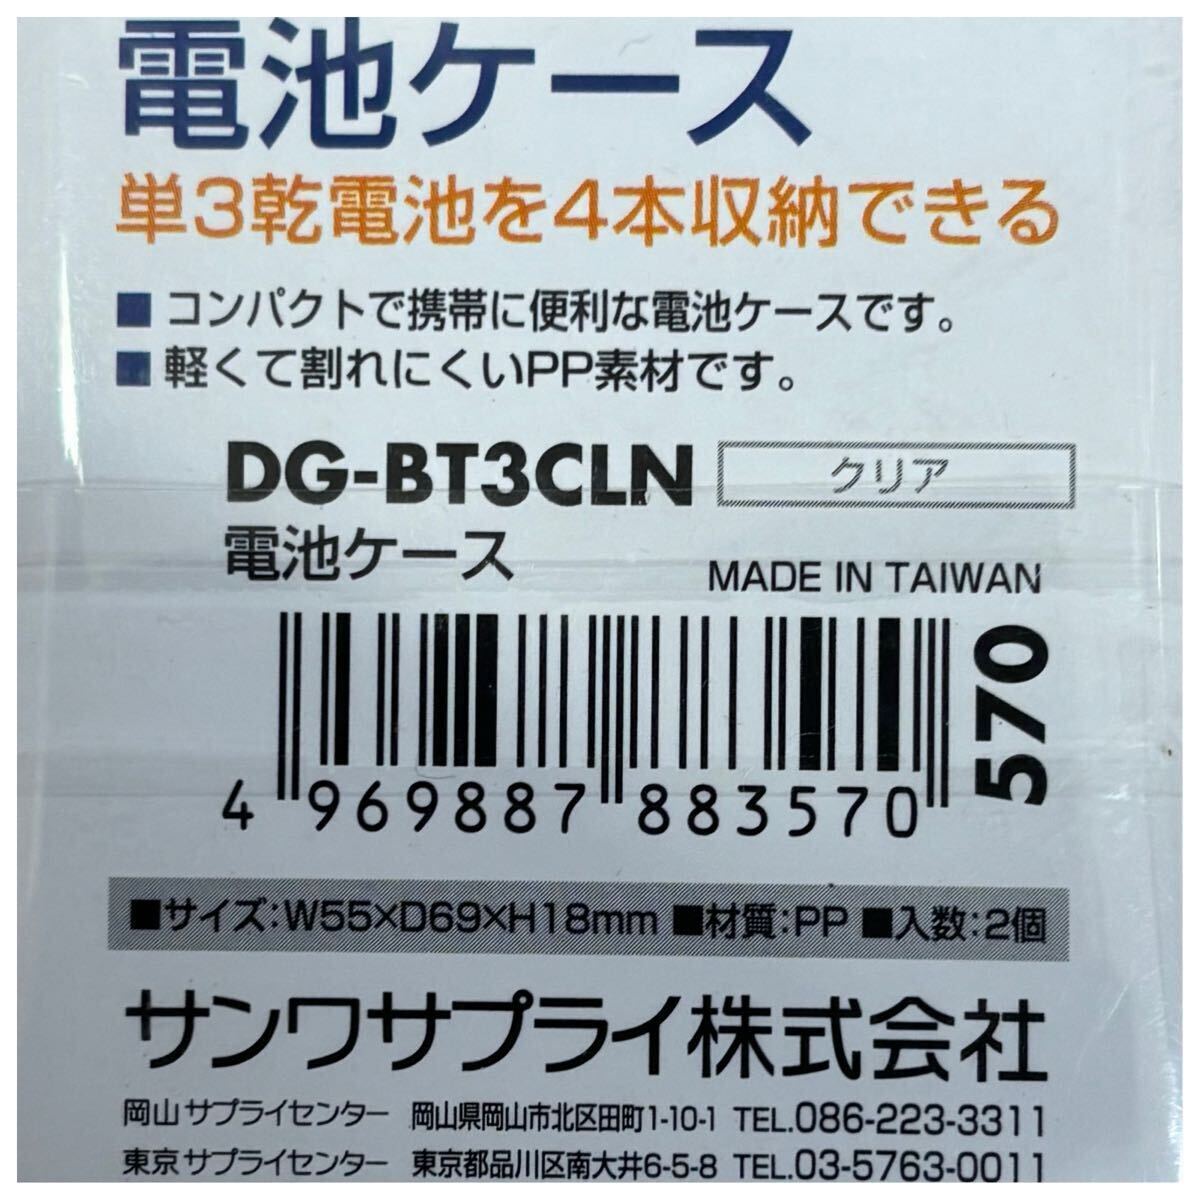 電池ケース
単3乾電池を4本収納できる
■ コンパクトで携帯に便利な電池ケースです。
■ 軽くて割れにくいPP素材です。
DG-BT3CLN クリア
電池ケース
MADE IN TAIWAN
4 969887 883570
570
■サイズ:W55×D69×H18mm ■材質:PP ■入数:2個
サンワサプライ株式会社
岡山サプライセンター 岡山県岡山市北区田町1-10-1 TEL.086-223-3311
東京サプライセンター 東京都品川区南大井6-5-8 TEL.03-5763-0011